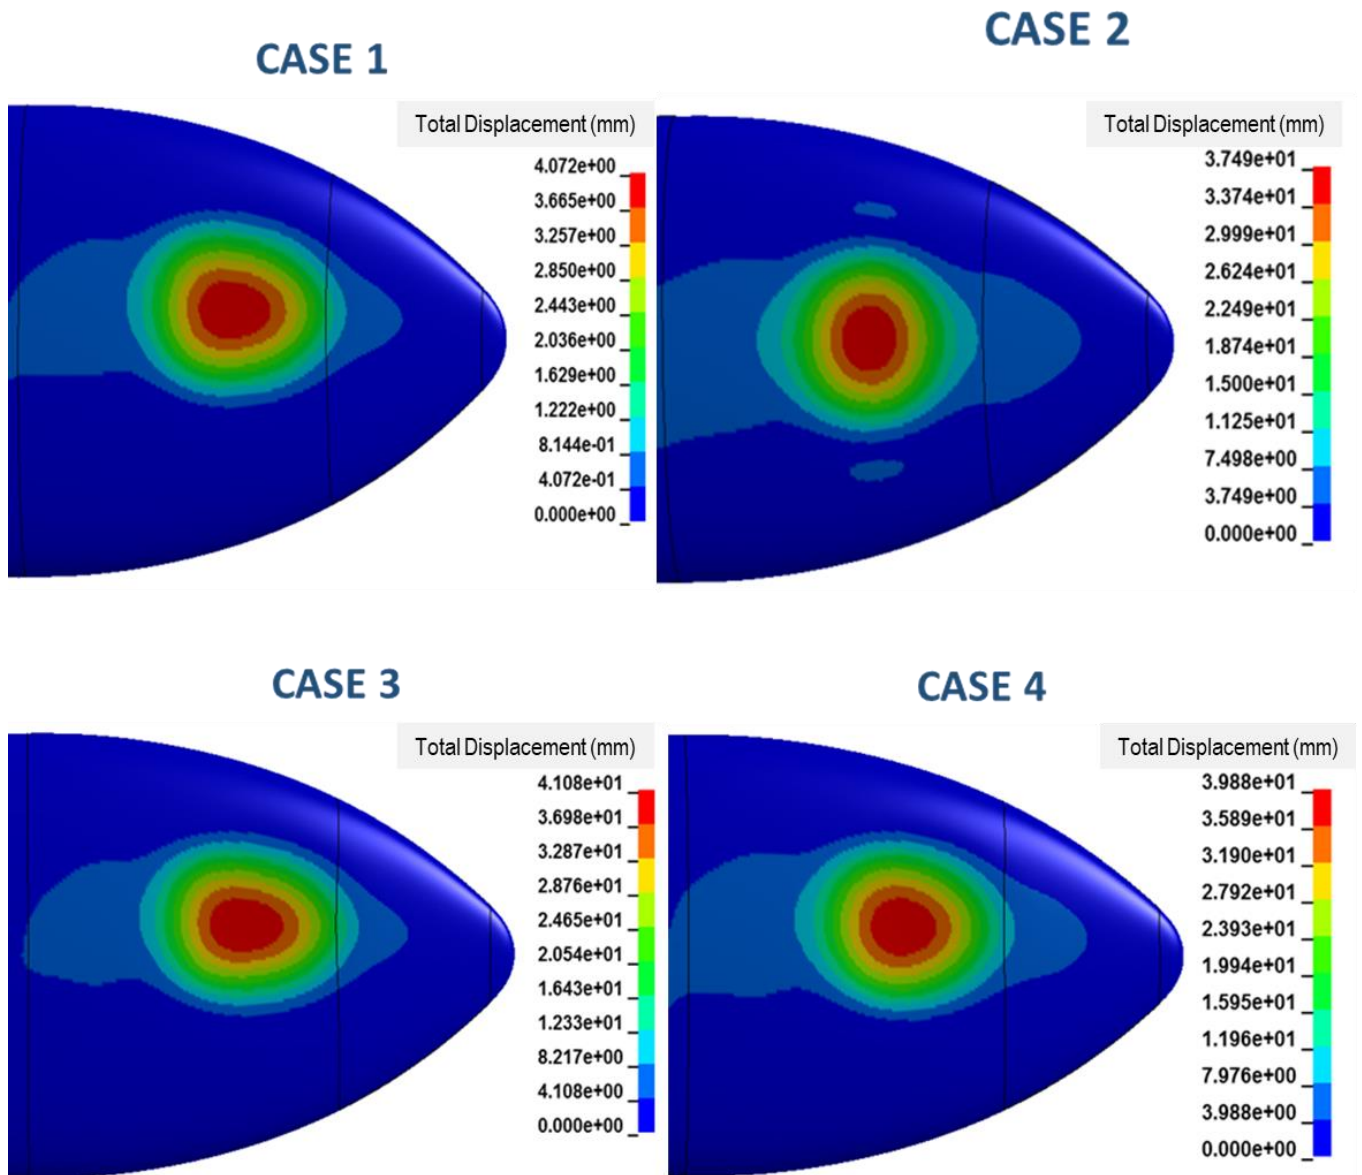 CASE 1
Total Displacement (mm)
4.072e+00
3.665e+00
3.257e+00
2.850e+00
2.443e+00
2.036e+00
1.629e+00
1.222e+00
8.144e-01
4.072e-01
0.000e+00
CASE 2
Total Displacement (mm)
3.749e+01
3.374e+01
2.999e+01
2.624e+01
2.249e+01
1.874e+01
1.500e+01
1.125e+01
7.498e+00
3.749e+00
0.000e+00
CASE 3
Total Displacement (mm)
4.108e+01
3.698e+01
3.287e+01
2.876e+01
2.465e+01
2.054e+01
1.643e+01
1.233e+01
8.217e+00
4.108e+00
0.000e+00
CASE 4
Total Displacement (mm)
3.988e+01
3.589e+01
3.190e+01
2.792e+01
2.393e+01
1.994e+01
1.595e+01
1.196e+01
7.976e+00
3.988e+00
0.000e+00